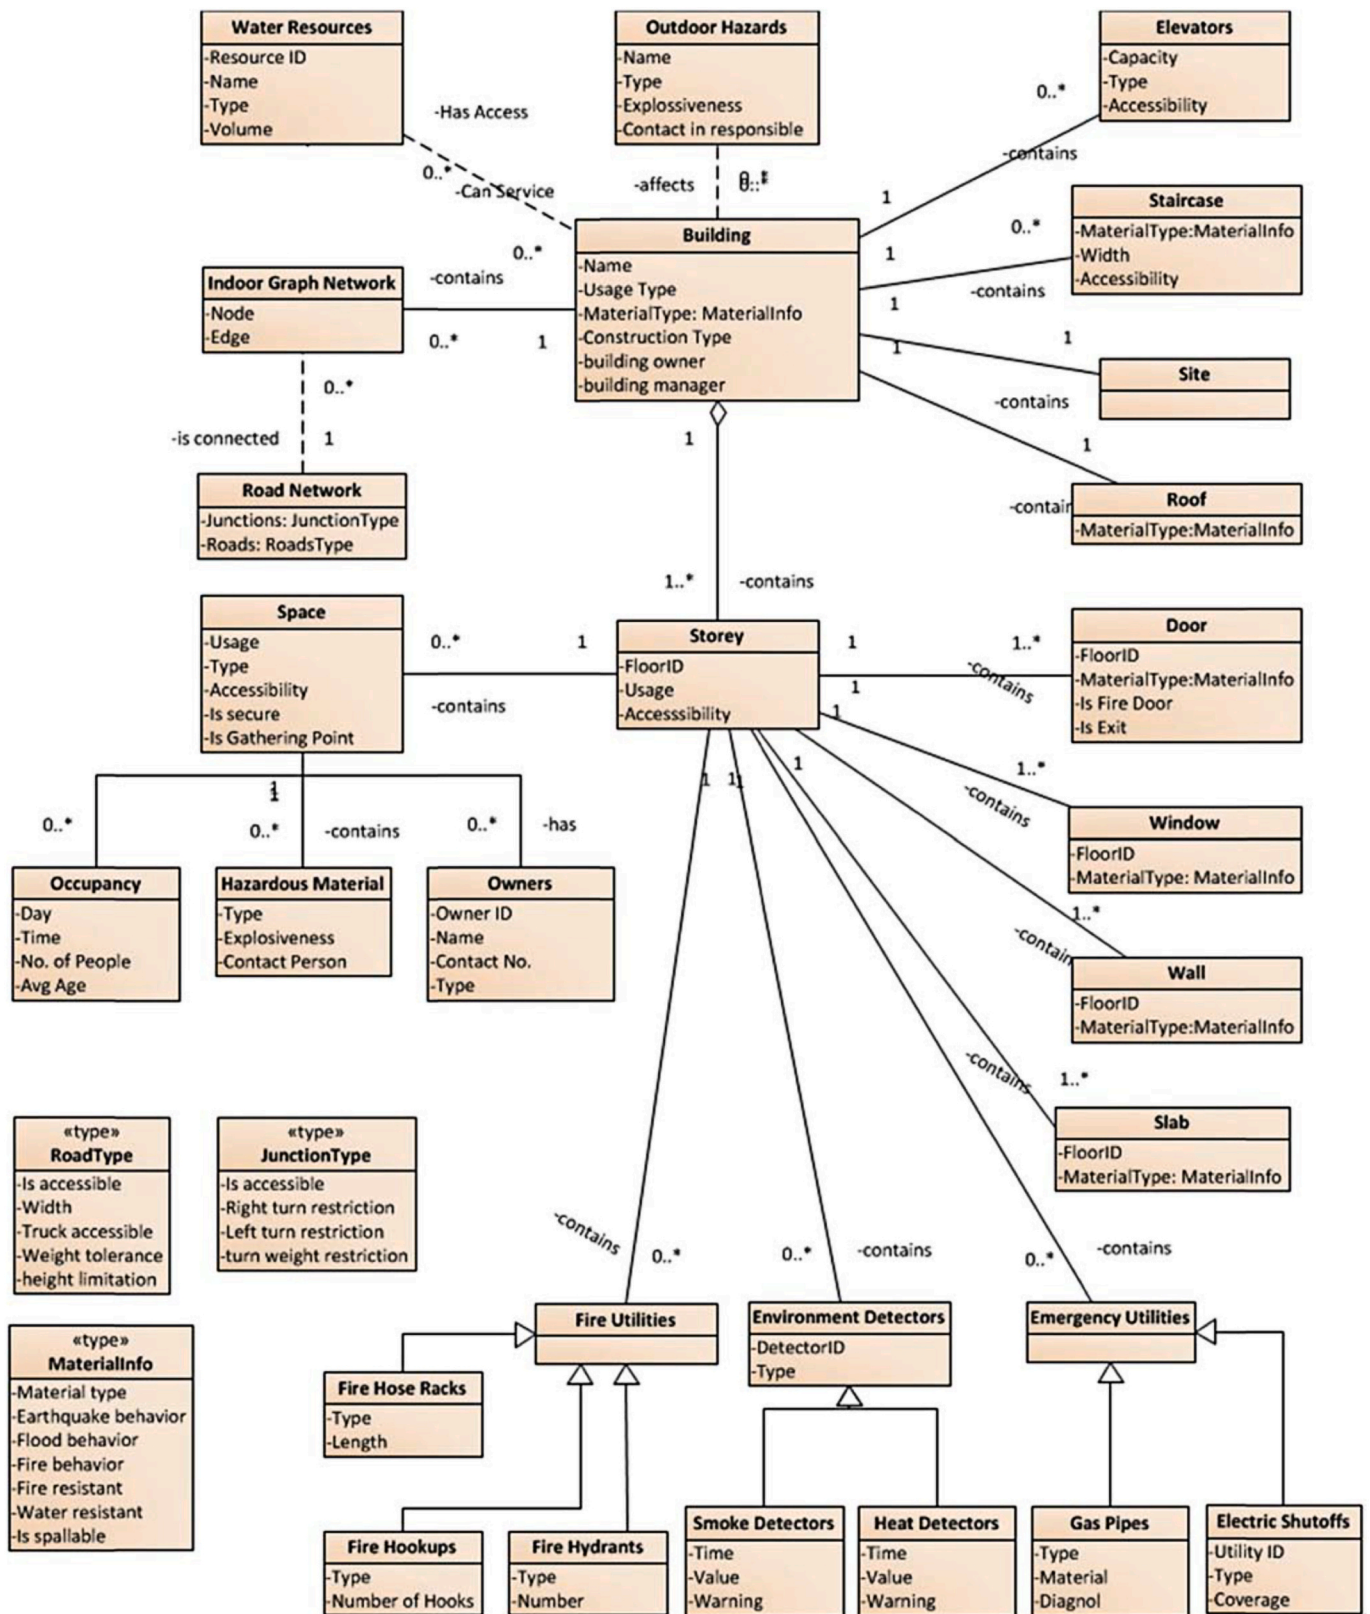 Water Resources
-Resource ID
-Name
-Type
-Volume
Outdoor Hazards
-Name
-Type
-Explossiveness
-Contact in responsible
Elevators
-Capacity
-Type
-Accessibility
-Has Access
0..*
-Can Service
0..*
-affects
0..*
0..*
-contains
1
Staircase
-MaterialType:MaterialInfo
-Width
-Accessibility
0..*
1
-contains
Building
-Name
-Usage Type
-MaterialType: MaterialInfo
-Construction Type
-building owner
-building manager
Indoor Graph Network
-Node
-Edge
-contains
0..*
1
1
1
Site
-contains
1
1
Roof
-MaterialType:MaterialInfo
-contain
0..*
-is connected
1
Road Network
-Junctions: JunctionType
-Roads: RoadsType
1
1..*
-contains
Space
-Usage
-Type
-Accessibility
-Is secure
-Is Gathering Point
0..*
1
-contains
Storey
-FloorID
-Usage
-Accesssibility
1
1..*
-contains
Door
-FloorID
-MaterialType:MaterialInfo
-Is Fire Door
-Is Exit
1
1
1..*
-contains
Window
-FloorID
-MaterialType: MaterialInfo
1
1
1
1
1
1
0..*
0..*
-contains
0..*
-has
Occupancy
-Day
-Time
-No. of People
-Avg Age
Hazardous Material
-Type
-Explosiveness
-Contact Person
Owners
-Owner ID
-Name
-Contact No.
-Type
1..*
-contain
Wall
-FloorID
-MaterialType:MaterialInfo
-contains
1..*
Slab
-FloorID
-MaterialType: MaterialInfo
«type»
RoadType
-Is accessible
-Width
-Truck accessible
-Weight tolerance
-height limitation
«type»
JunctionType
-Is accessible
-Right turn restriction
-Left turn restriction
-turn weight restriction
-contains
0..*
0..*
-contains
0..*
-contains
«type»
MaterialInfo
-Material type
-Earthquake behavior
-Flood behavior
-Fire behavior
-Fire resistant
-Water resistant
-Is spallable
Fire Utilities
Environment Detectors
-DetectorID
-Type
Emergency Utilities
Fire Hose Racks
-Type
-Length
Fire Hookups
-Type
-Number of Hooks
Fire Hydrants
-Type
-Number
Smoke Detectors
-Time
-Value
-Warning
Heat Detectors
-Time
-Value
-Warning
Gas Pipes
-Type
-Material
-Diagnol
Electric Shutoffs
-Utility ID
-Type
-Coverage